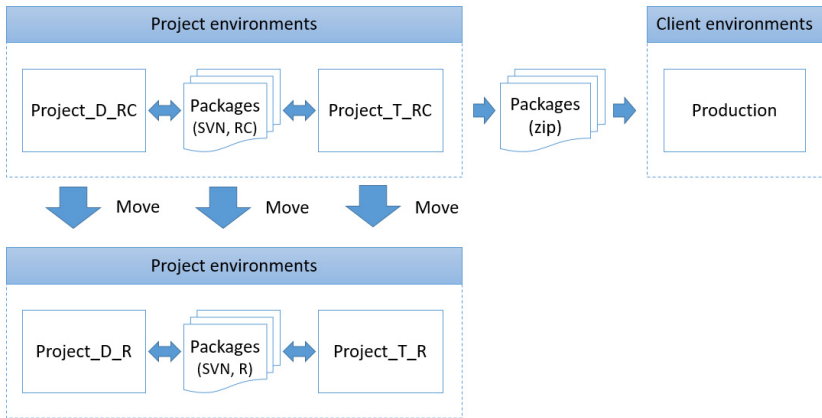 Project environments
Client environments
Project_D_RC
Packages
(SVN, RC)
Project_T_RC
Packages
(zip)
Production
Move
Move
Move
Project environments
Project_D_R
Packages
(SVN, R)
Project_T_R